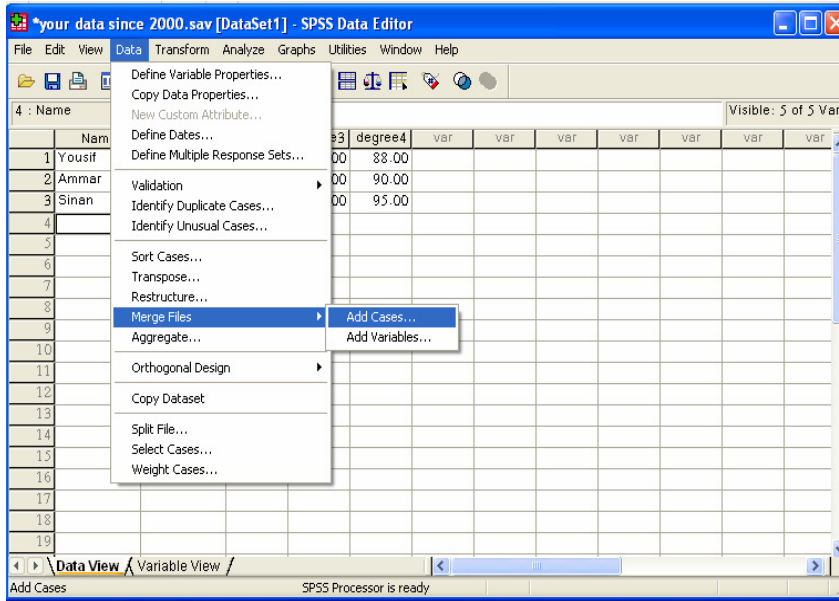 *your data since 2000.sav [DataSet1] - SPSS Data Editor
File Edit View Data Transform Analyze Graphs Utilities Window Help
4 : Name
Visible: 5 of 5 Var
Nam e3 degree4 var var var var var var
1 Yousif 00 88.00
2 Ammar 00 90.00
3 Sinan 00 95.00
4
5
6
7
8
9
10
11
12
13
14
15
16
17
18
19
Define Variable Properties...
Copy Data Properties...
New Custom Attribute...
Define Dates...
Define Multiple Response Sets...
Validation
Identify Duplicate Cases...
Identify Unusual Cases...
Sort Cases...
Transpose...
Restructure...
Merge Files
Aggregate...
Orthogonal Design
Copy Dataset
Split File...
Select Cases...
Weight Cases...
Add Cases...
Add Variables...
Data View Variable View
Add Cases SPSS Processor is ready